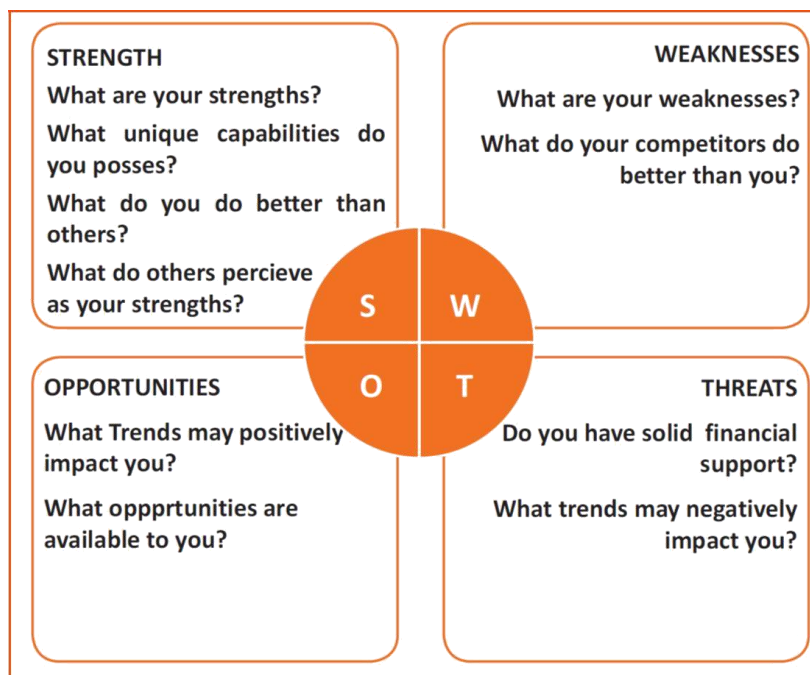 STRENGTH
What are your strengths?
What unique capabilities do
you posses?
What do you do better than
others?
What do others percieve
as your strengths?
WEAKNESSES
What are your weaknesses?
What do your competitors do
better than you?
S
W
O
T
OPPORTUNITIES
What Trends may positively
impact you?
What oppprtunities are
available to you?
THREATS
Do you have solid financial
support?
What trends may negatively
impact you?